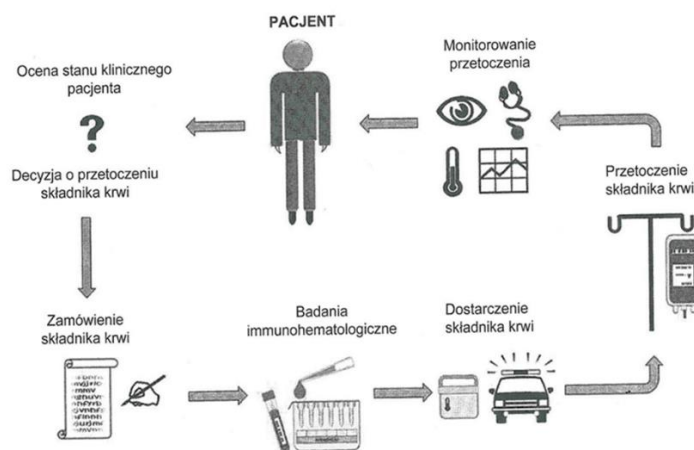 PACJENT
Ocena stanu klinicznego
pacjenta
?
Decyzja o przetoczeniu
składnika krwi
Zamówienie
składnika krwi
Badania
immunohematologiczne
Dostarczenie
składnika krwi
Przetoczenie
składnika krwi
Monitorowanie
przetoczenia